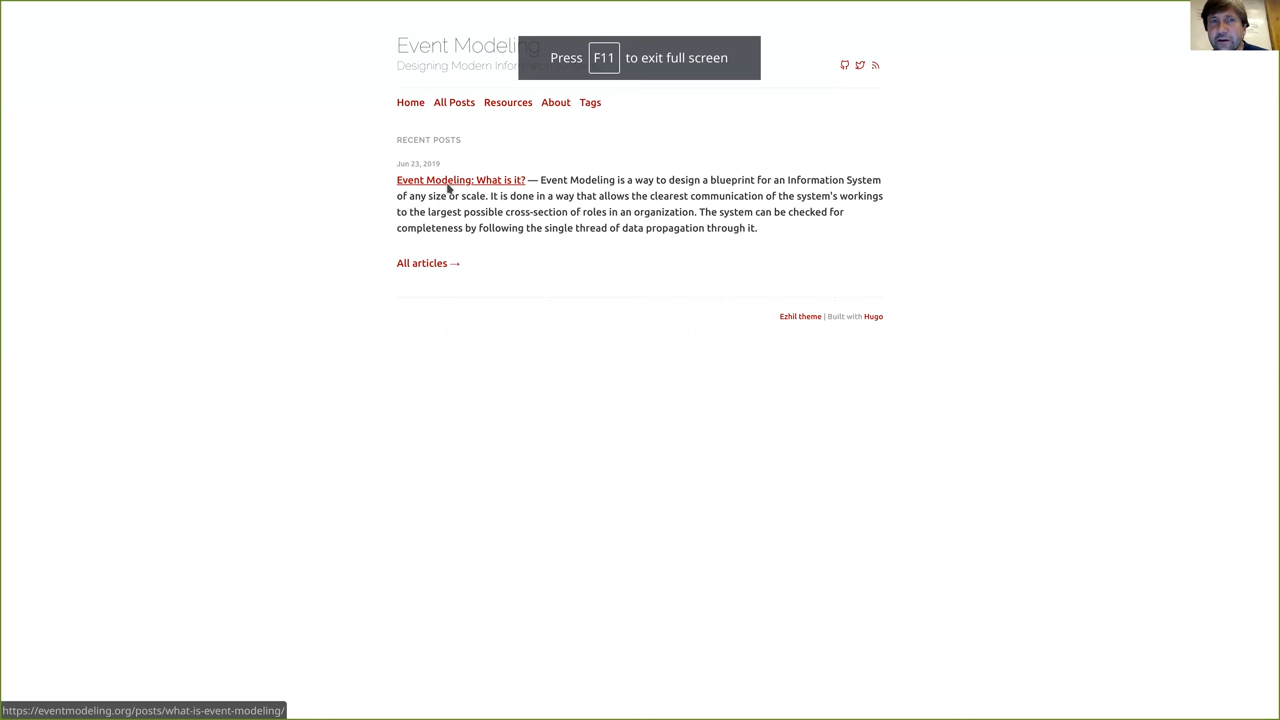 Event Modeling
Designing Modern Infor
Press F11 to exit full screen
Home All Posts Resources About Tags
RECENT POSTS
Jun 23, 2019
Event Modeling: What is it? — Event Modeling is a way to design a blueprint for an Information System
of any size or scale. It is done in a way that allows the clearest communication of the system's workings
to the largest possible cross-section of roles in an organization. The system can be checked for
completeness by following the single thread of data propagation through it.
All articles →
Ezhil theme | Built with Hugo
https://eventmodeling.org/posts/what-is-event-modeling/